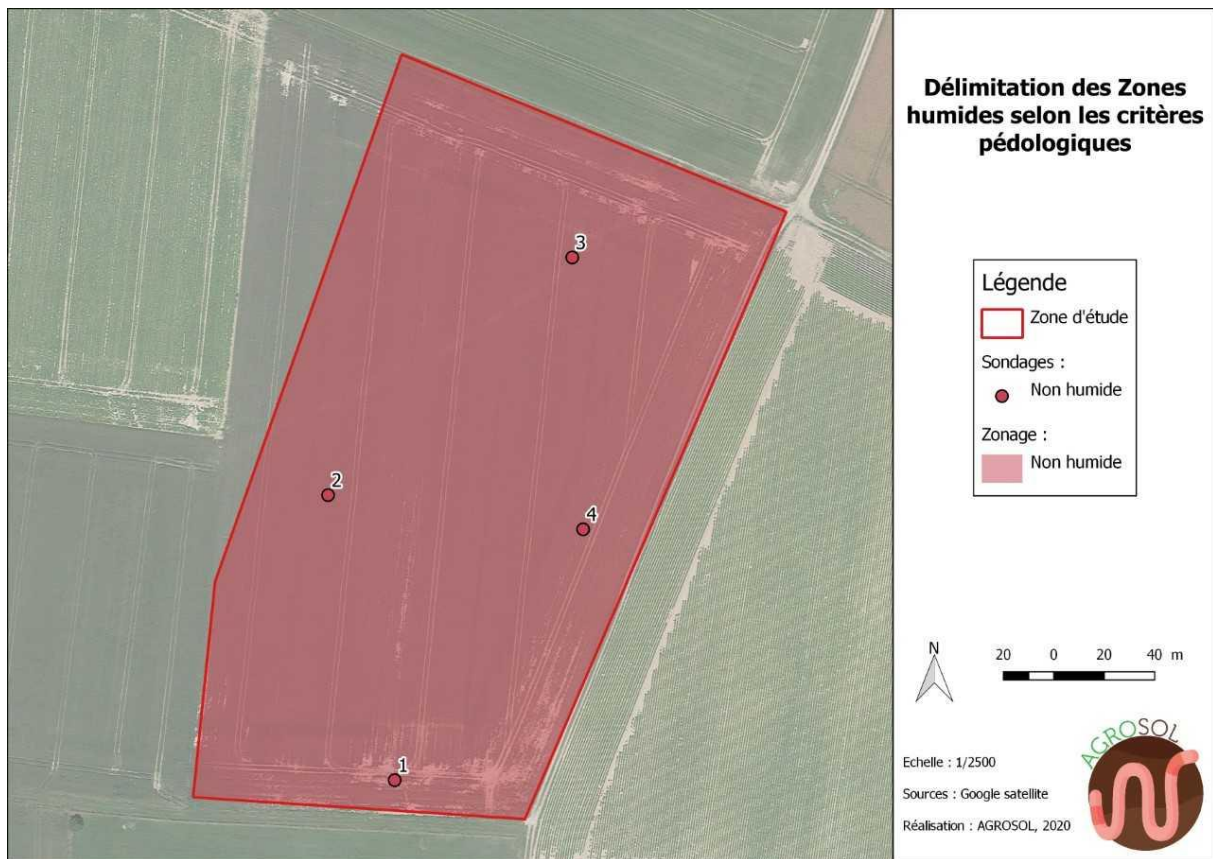 Délimitation des Zones
humides selon les critères
pédologiques
3
2
4
1
Légende
Zone d'étude
Sondages :
Non humide
Zonage :
Non humide
N
20 0 20 40 m
AGROSOL
Echelle : 1/2500
Sources : Google satellite
Réalisation : AGROSOL, 2020